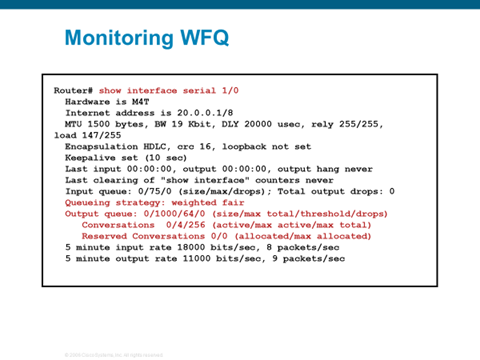 Monitoring WFQ
Router# show interface serial 1/0
Hardware is M4T
Internet address is 20.0.0.1/8
MTU 1500 bytes, BW 19 Kbit, DLY 20000 usec, rely 255/255,
load 147/255
Encapsulation HDLC, crc 16, loopback not set
Keepalive set (10 sec)
Last input 00:00:00, output 00:00:00, output hang never
Last clearing of "show interface" counters never
Input queue: 0/75/0 (size/max/drops); Total output drops: 0
Queueing strategy: weighted fair
Output queue: 0/1000/64/0 (size/max total/threshold/drops)
Conversations 0/4/256 (active/max active/max total)
Reserved Conversations 0/0 (allocated/max allocated)
5 minute input rate 18000 bits/sec, 8 packets/sec
5 minute output rate 11000 bits/sec, 9 packets/sec
Cisco Systems, Inc. All rights reserved.